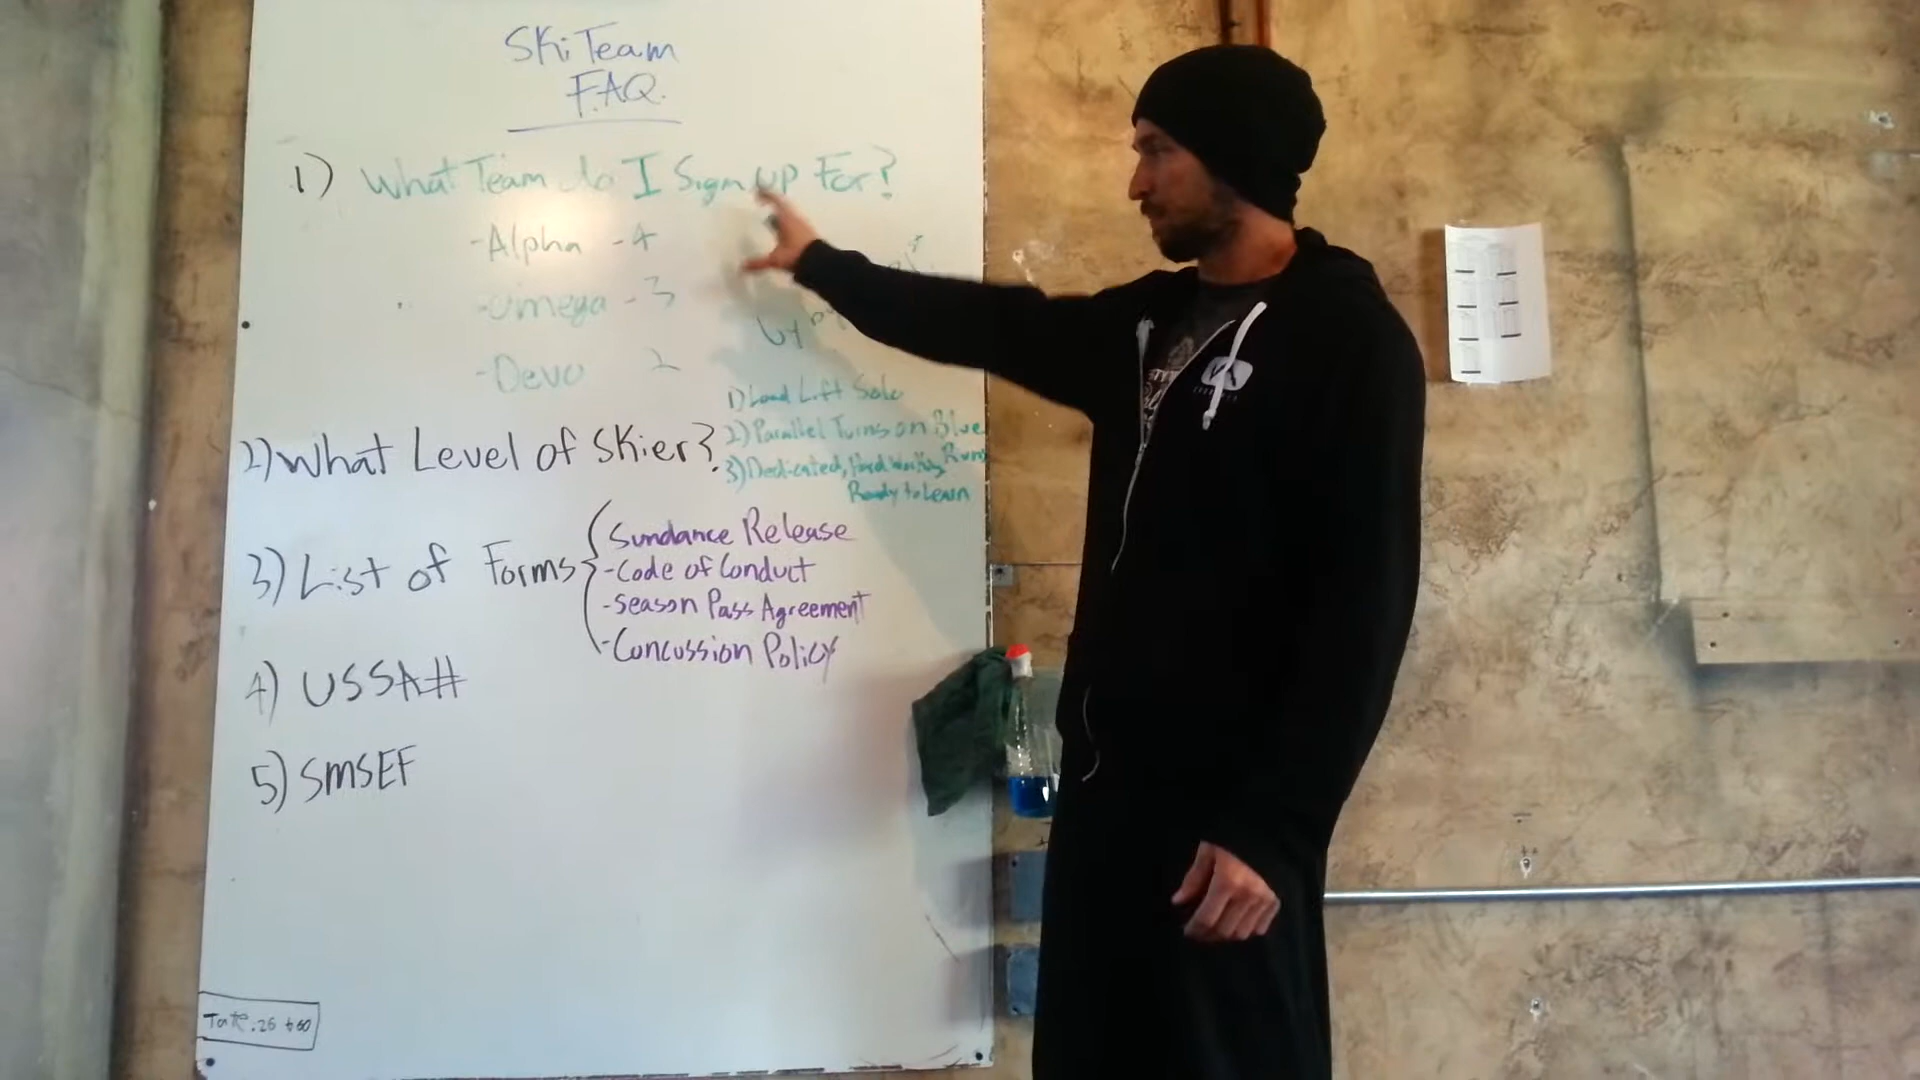 Ski Team
F.A.Q.
1) What Team do I Sign up For?
-Alpha -4
-Omega -3
-Devo 2
by
1) Load Lift Solo
2) Parallel Turns on Blue Runs
3) Dedicated, Hard Working,
Ready to Learn
2) What Level of Skier?
3) List of Forms
Sundance Release
-Code of Conduct
-Season Pass Agreement
-Concussion Policy
4) USSA#
5) SMSEF